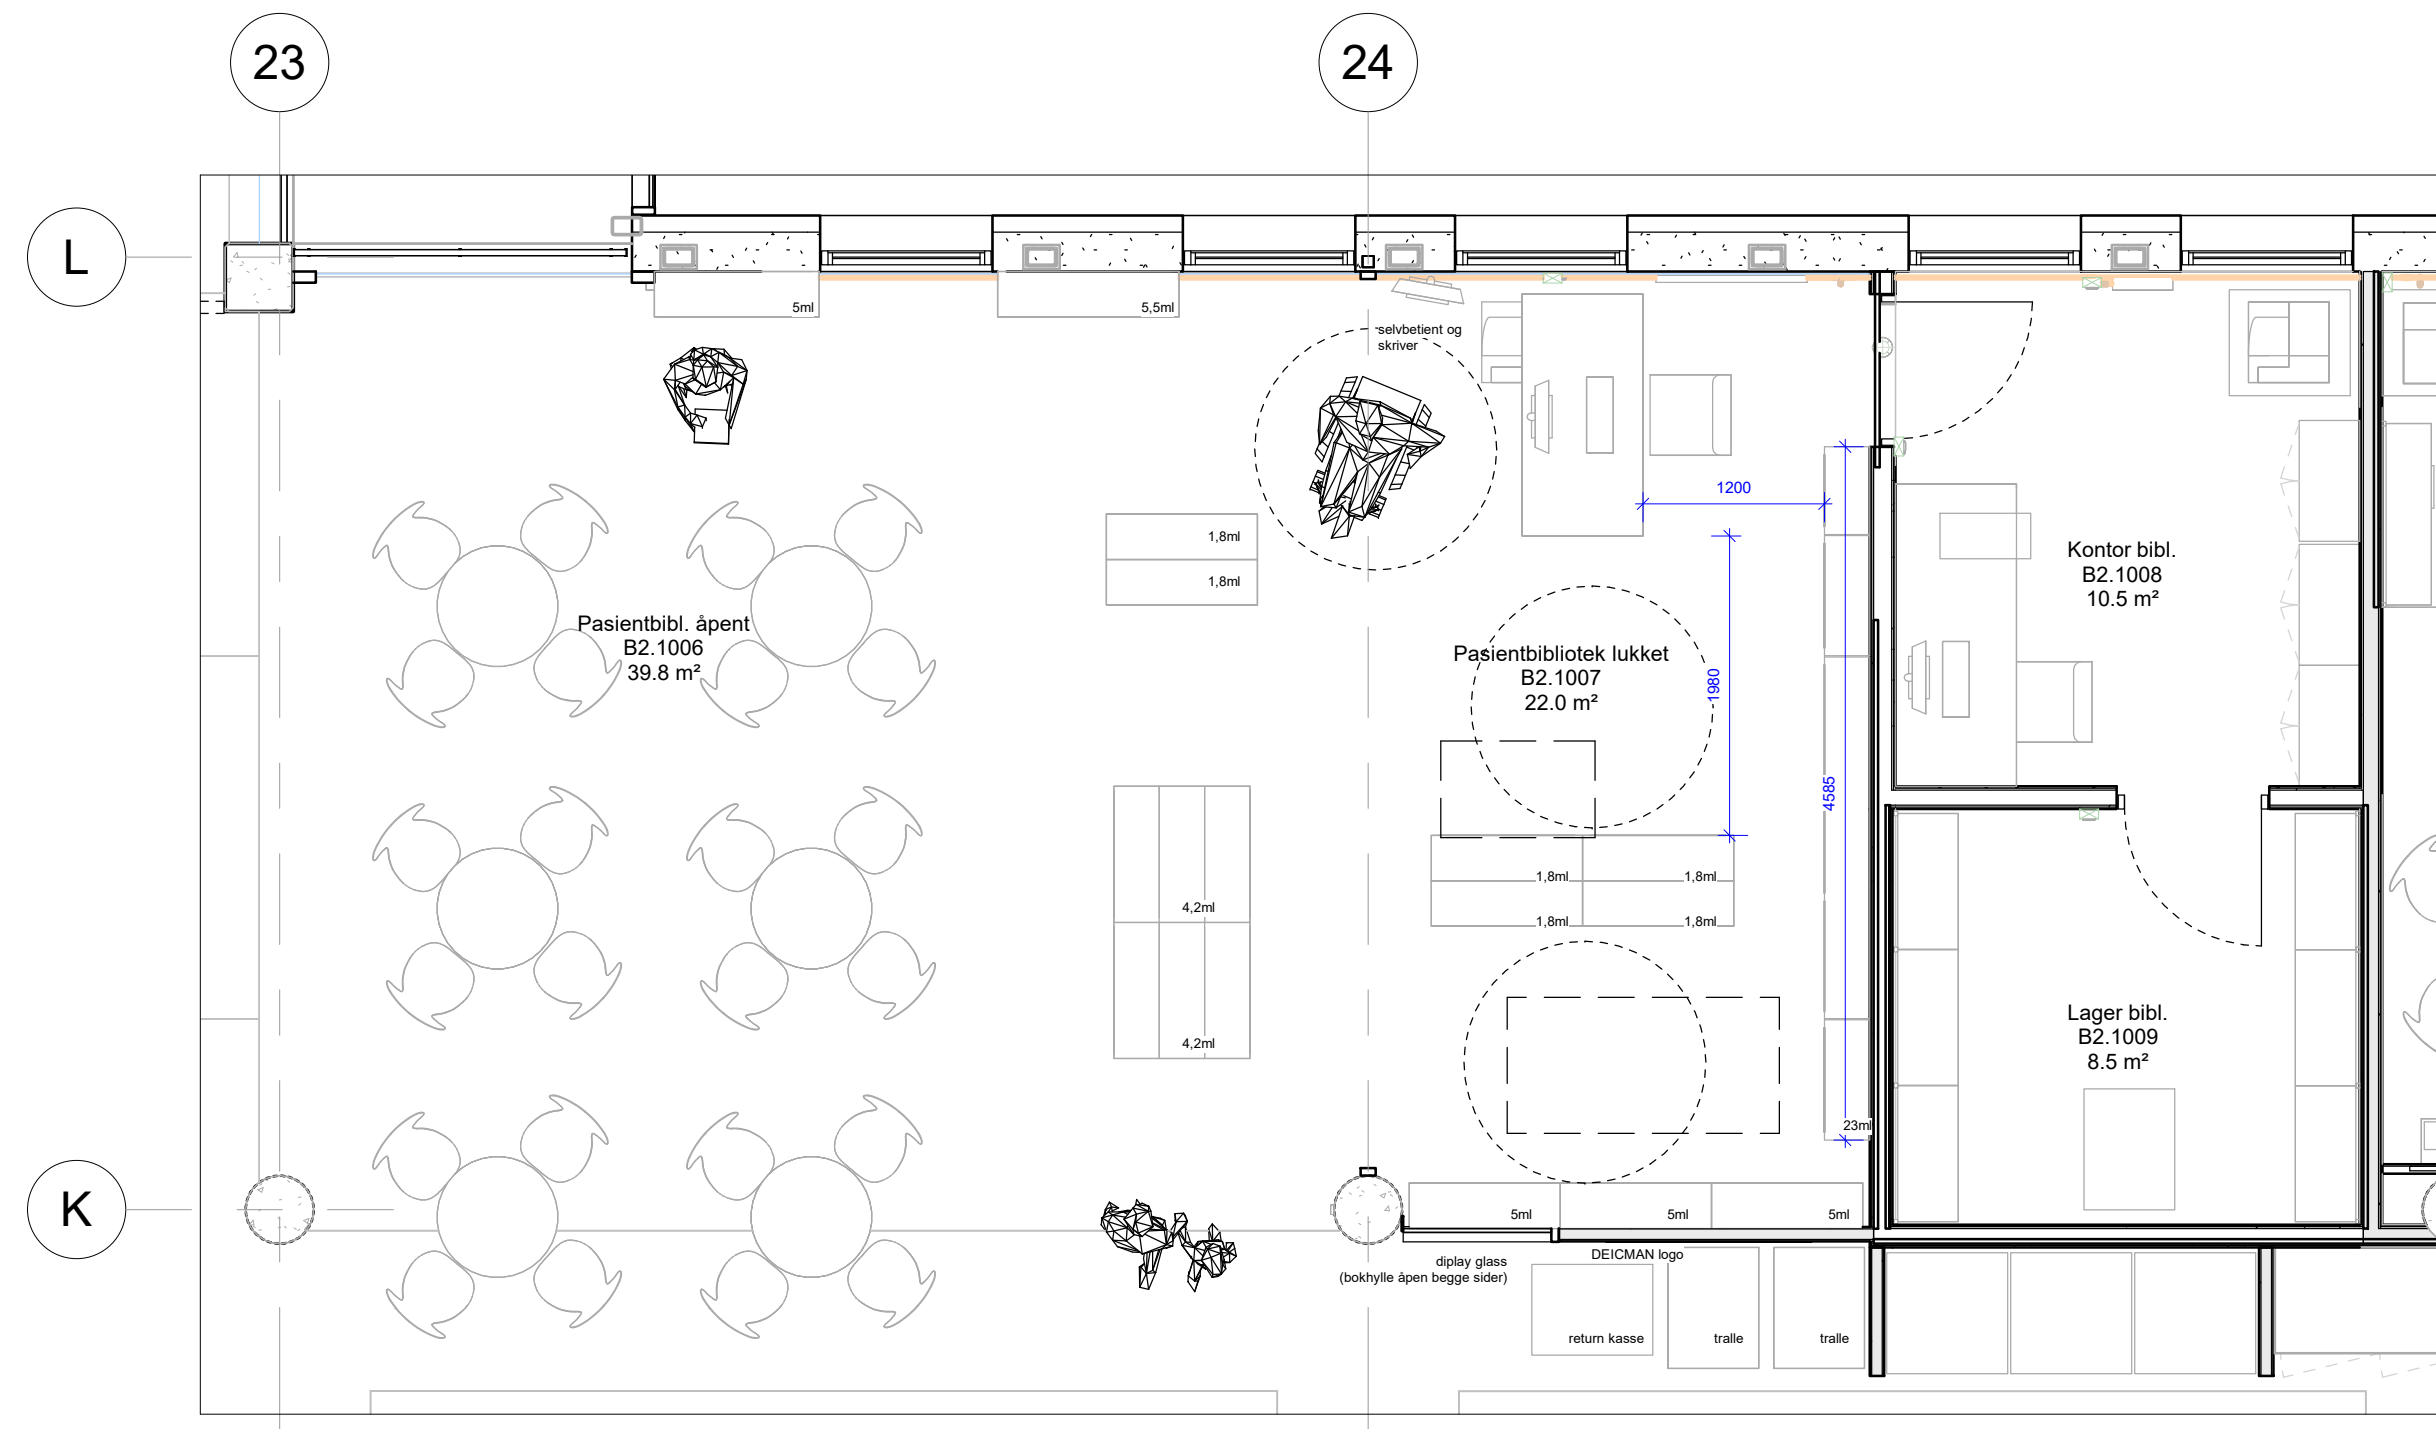 23
24
L
5ml
5,5ml
selvbetient og
skriver
1200
1,8ml
1,8ml
Kontor bibl.
B2.1008
10.5 m²
Pasientbibl. åpent
B2.1006
39.8 m²
Pasientbibliotek lukket
B2.1007
22.0 m²
1980
4585
1,8ml
1,8ml
1,8ml
1,8ml
4,2ml
4,2ml
Lager bibl.
B2.1009
8.5 m²
23ml
K
5ml
5ml
5ml
diplay glass
(bokhylle åpen begge sider)
DEICMAN logo
return kasse
tralle
tralle